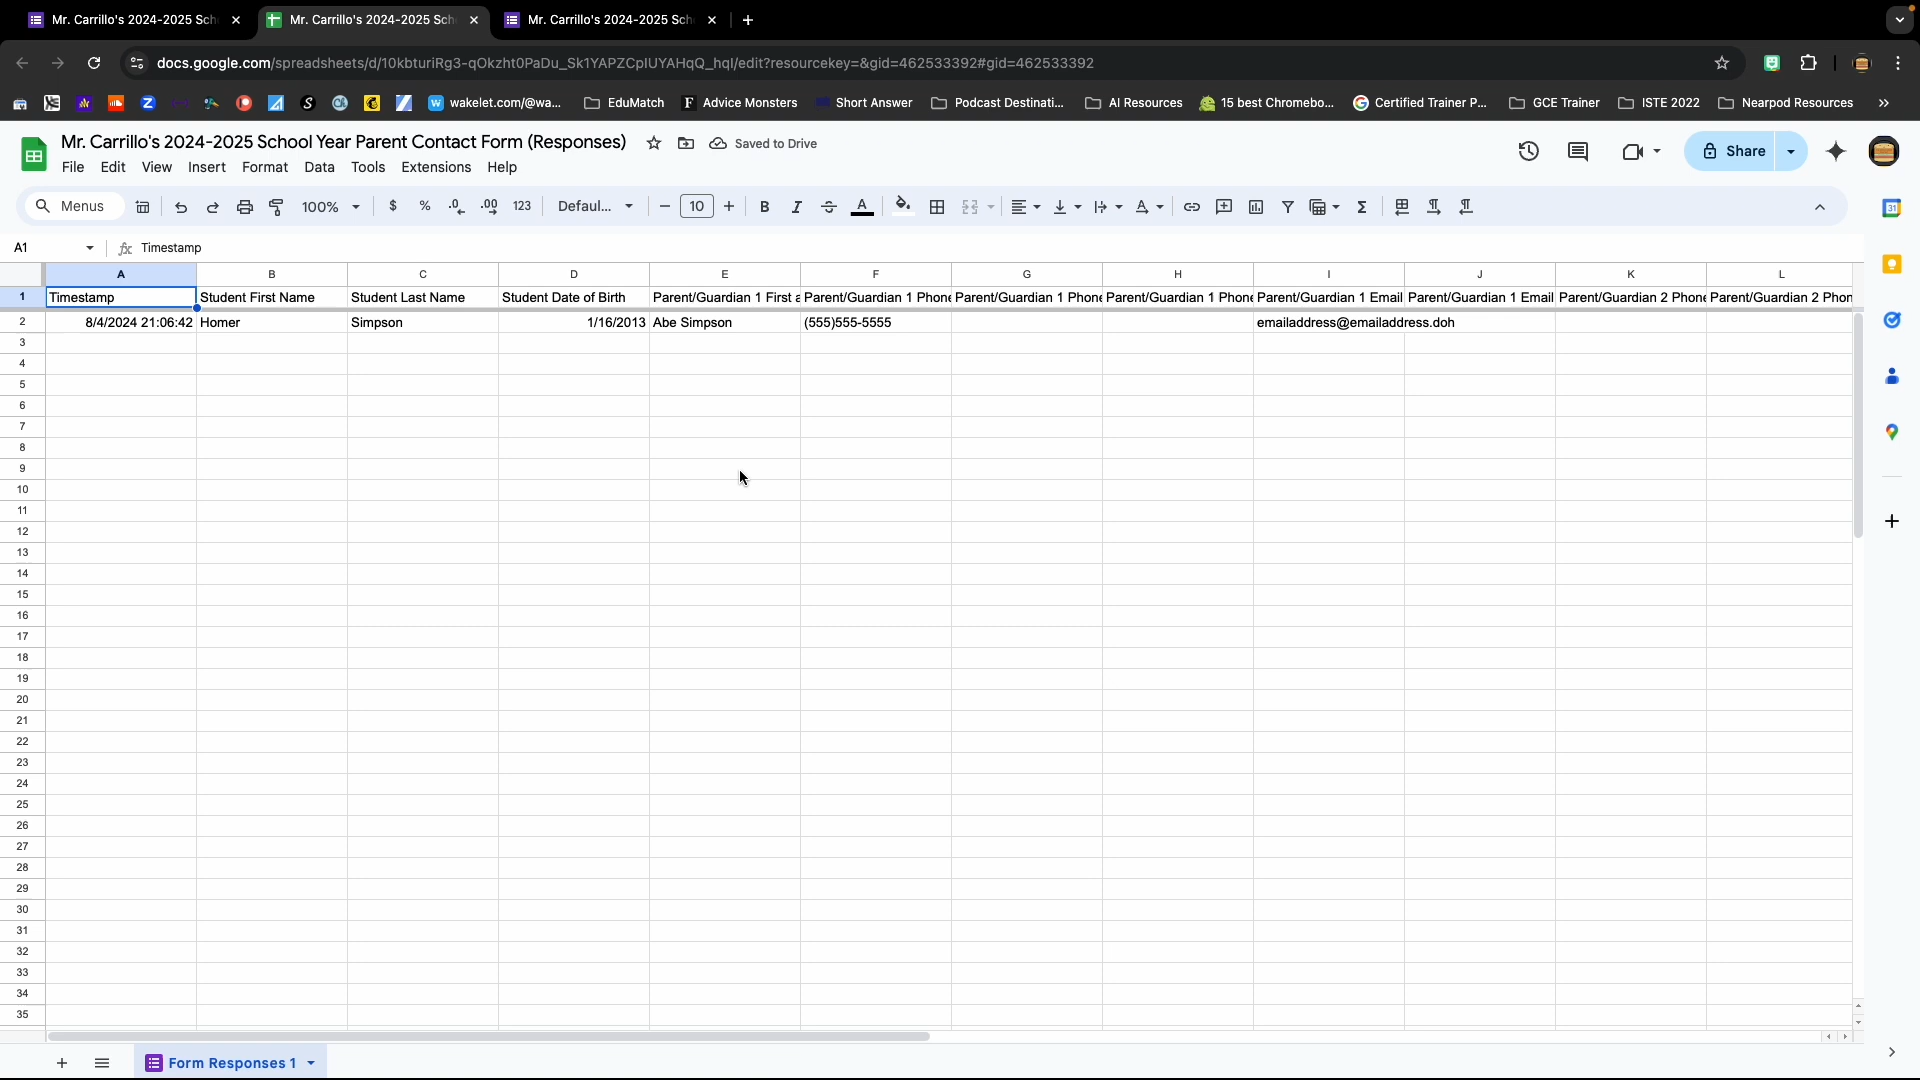 Mr. Carrillo's 2024-2025 Sch
Mr. Carrillo's 2024-2025 Sch
Mr. Carrillo's 2024-2025 Sch
docs.google.com/spreadsheets/d/10kbturiRg3-qOkzht0PaDu_Sk1YAPZCpIUYAHqQ_hqI/edit?resourcekey=&gid=462533392#gid=462533392
wakelet.com/@wa... EduMatch Advice Monsters Short Answer Podcast Destinati... AI Resources 15 best Chromebo... Certified Trainer P... GCE Trainer ISTE 2022 Nearpod Resources »
Mr. Carrillo's 2024-2025 School Year Parent Contact Form (Responses) Saved to Drive
File Edit View Insert Format Data Tools Extensions Help
Share
Menus 100% $ % .0 .00 123 Defaul... − 10 + B I S A Σ
A1 fx Timestamp
A B C D E F G H I J K L
1 Timestamp Student First Name Student Last Name Student Date of Birth Parent/Guardian 1 First a Parent/Guardian 1 Phone Parent/Guardian 1 Phone Parent/Guardian 1 Phone Parent/Guardian 1 Email Parent/Guardian 1 Email Parent/Guardian 2 Phone Parent/Guardian 2 Phon
2 8/4/2024 21:06:42 Homer Simpson 1/16/2013 Abe Simpson (555)555-5555 emailaddress@emailaddress.doh
3
4
5
6
7
8
9
10
11
12
13
14
15
16
17
18
19
20
21
22
23
24
25
26
27
28
29
30
31
32
33
34
35
Form Responses 1